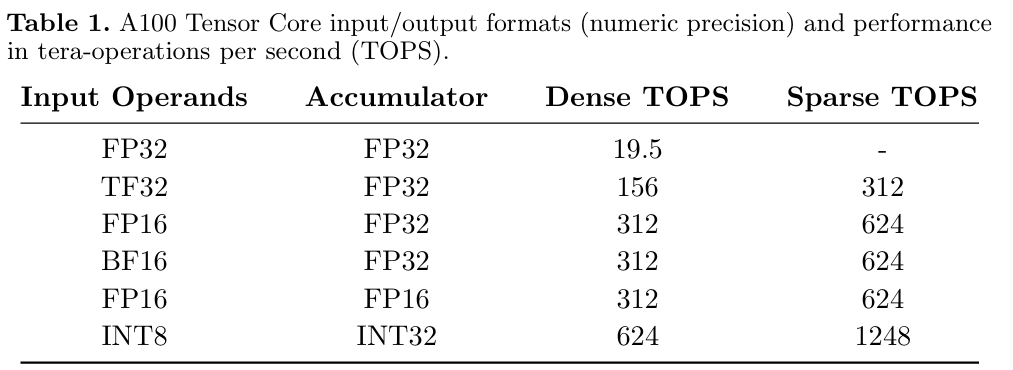 Table 1. A100 Tensor Core input/output formats (numeric precision) and performance
in tera-operations per second (TOPS).
Input Operands Accumulator Dense TOPS Sparse TOPS
FP32 FP32 19.5 -
TF32 FP32 156 312
FP16 FP32 312 624
BF16 FP32 312 624
FP16 FP16 312 624
INT8 INT32 624 1248